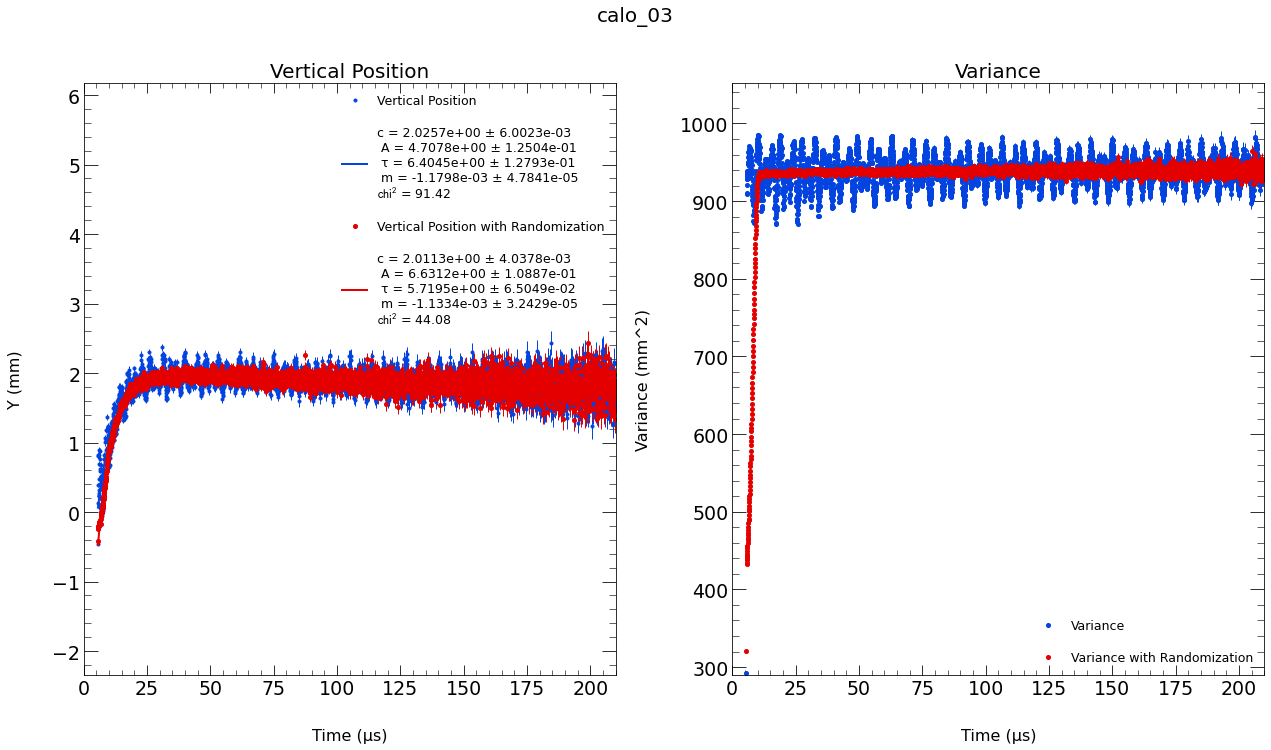 calo_03
Vertical Position
6
5
4
3
2
1
0
−1
−2
Y (mm)
0 25 50 75 100 125 150 175 200
Time (μs)
Vertical Position
c = 2.0257e+00 ± 6.0023e-03
A = 4.7078e+00 ± 1.2504e-01
τ = 6.4045e+00 ± 1.2793e-01
m = -1.1798e-03 ± 4.7841e-05
chi² = 91.42
Vertical Position with Randomization
c = 2.0113e+00 ± 4.0378e-03
A = 6.6312e+00 ± 1.0887e-01
τ = 5.7195e+00 ± 6.5049e-02
m = -1.1334e-03 ± 3.2429e-05
chi² = 44.08
Variance
1000
900
800
700
600
500
400
300
Variance (mm^2)
0 25 50 75 100 125 150 175 200
Time (μs)
Variance
Variance with Randomization